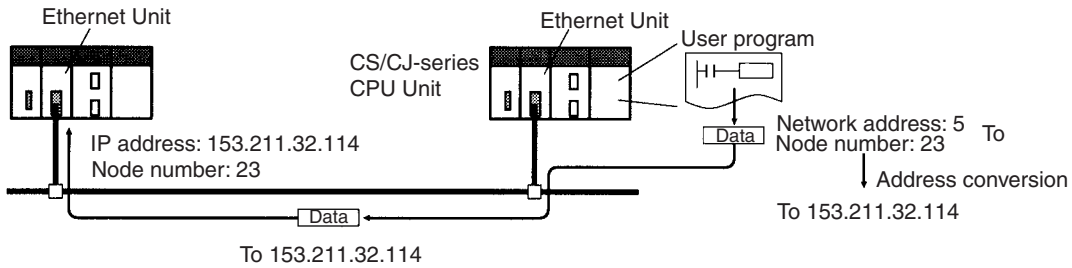 Ethernet Unit
Ethernet Unit
User program
CS/CJ-series
CPU Unit
IP address: 153.211.32.114
Node number: 23
Data
Network address: 5
Node number: 23
To
Address conversion
To 153.211.32.114
Data
To 153.211.32.114